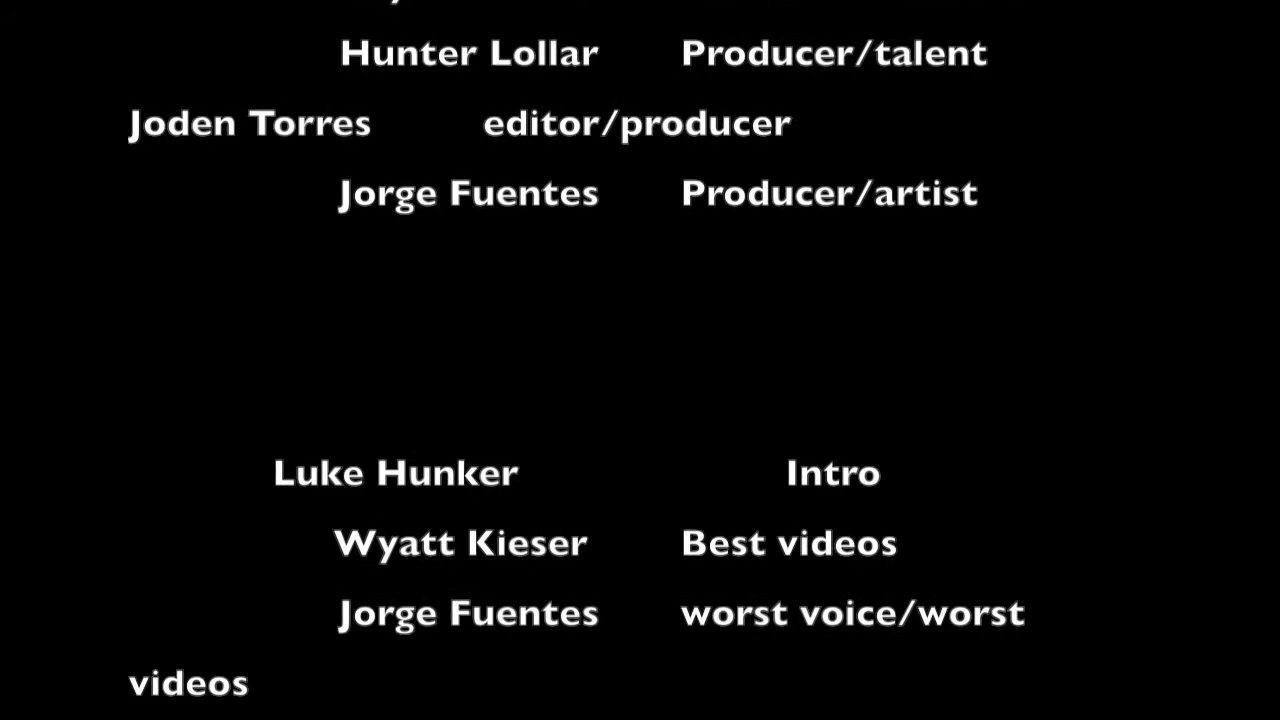 Hunter Lollar Producer/talent
Joden Torres editor/producer
Jorge Fuentes Producer/artist
Luke Hunker Intro
Wyatt Kieser Best videos
Jorge Fuentes worst voice/worst
videos